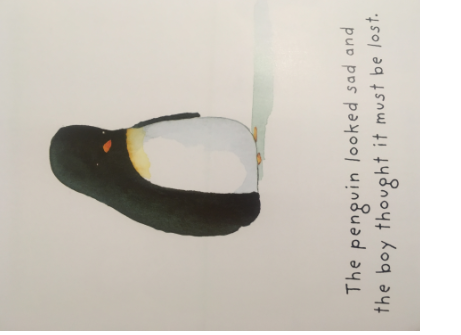 The penguin looked sad and
the boy thought it must be lost.